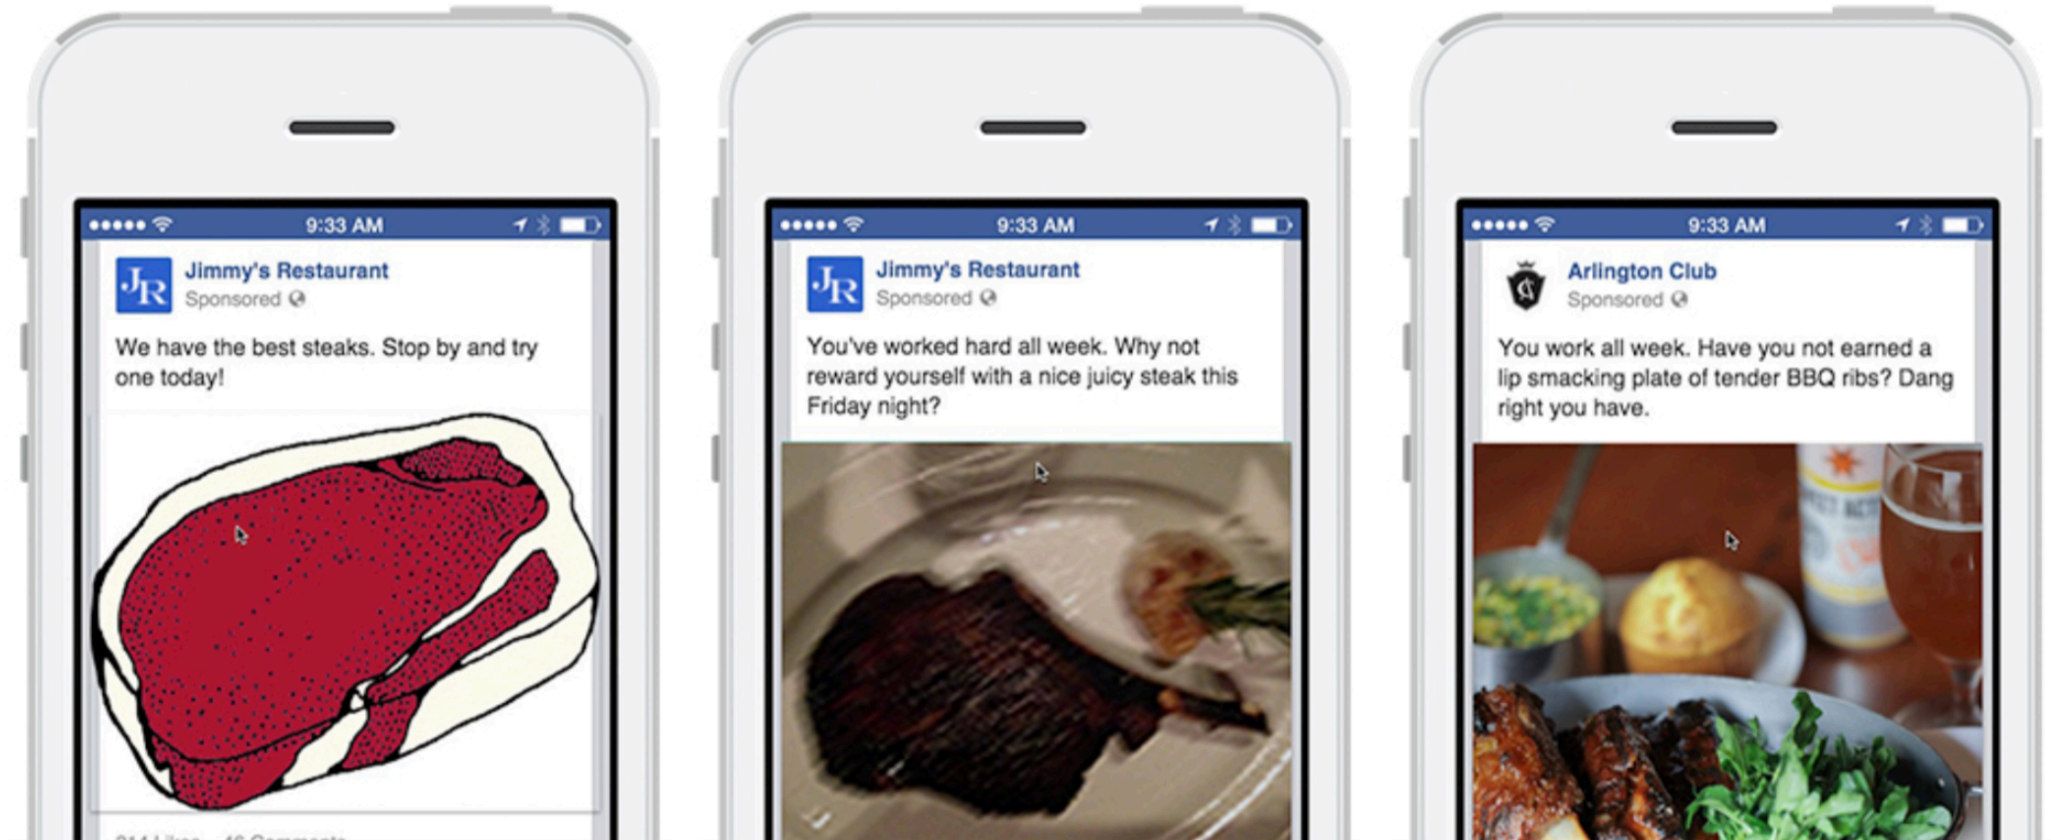 9:33 AM
JR
Jimmy's Restaurant
Sponsored
We have the best steaks. Stop by and try
one today!
9:33 AM
JR
Jimmy's Restaurant
Sponsored
You've worked hard all week. Why not
reward yourself with a nice juicy steak this
Friday night?
9:33 AM
Arlington Club
Sponsored
You work all week. Have you not earned a
lip smacking plate of tender BBQ ribs? Dang
right you have.